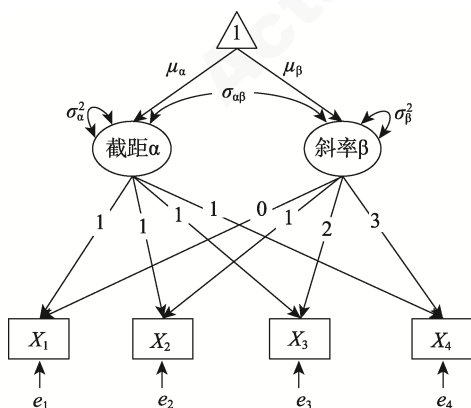 1
μα μβ
σαβ
σ²α σ²β
截距α 斜率β
1 1 1 1 0 1 2 3
X₁ X₂ X₃ X₄
e₁ e₂ e₃ e₄